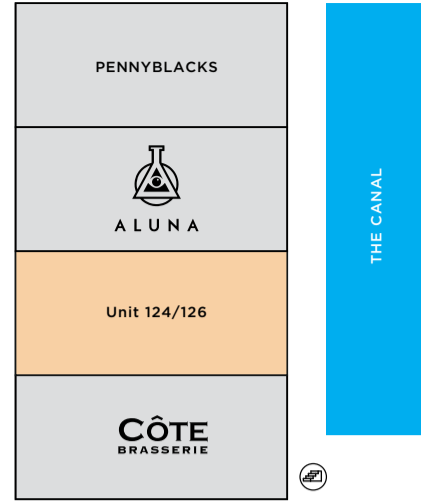 PENNYBLACKS
ALUNA
Unit 124/126
CÔTE
BRASSERIE
THE CANAL